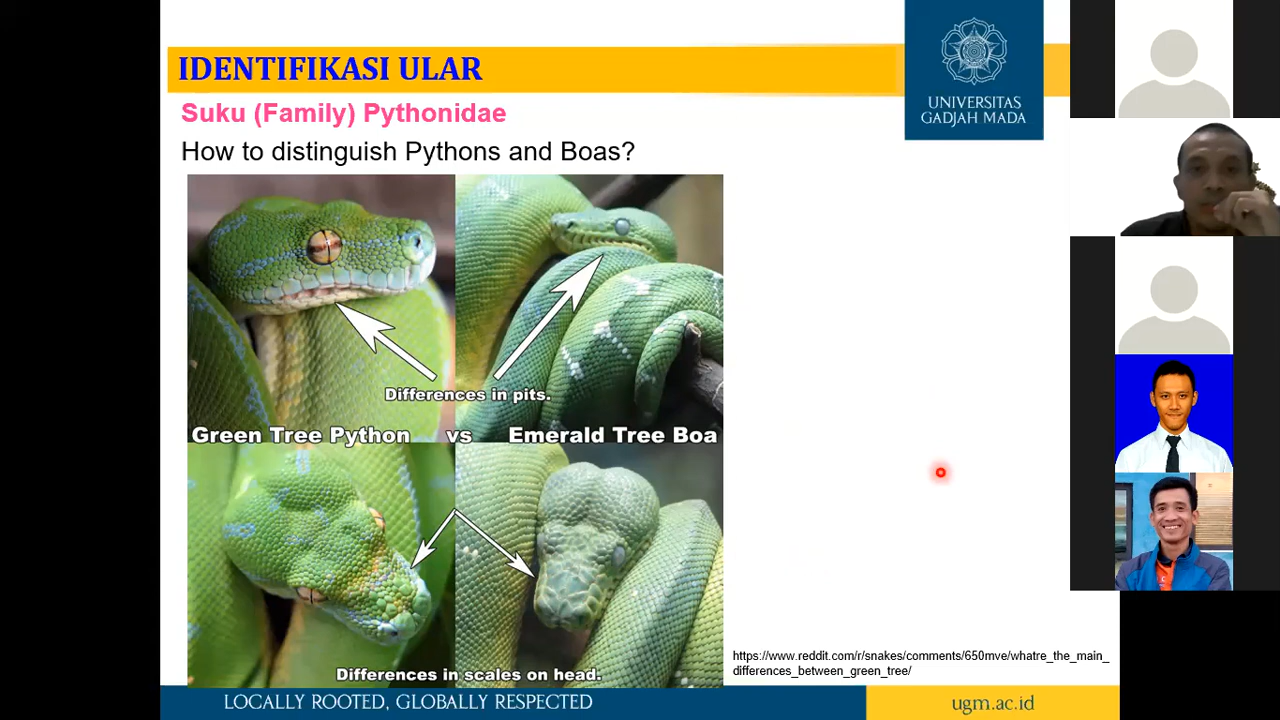 IDENTIFIKASI ULAR
UNIVERSITAS
GADJAH MADA
Suku (Family) Pythonidae
How to distinguish Pythons and Boas?
Differences in pits.
Green Tree Python vs Emerald Tree Boa
Differences in scales on head.
https://www.reddit.com/r/snakes/comments/650mve/whatre_the_main_
differences_between_green_tree/
LOCALLY ROOTED, GLOBALLY RESPECTED
ugm.ac.id